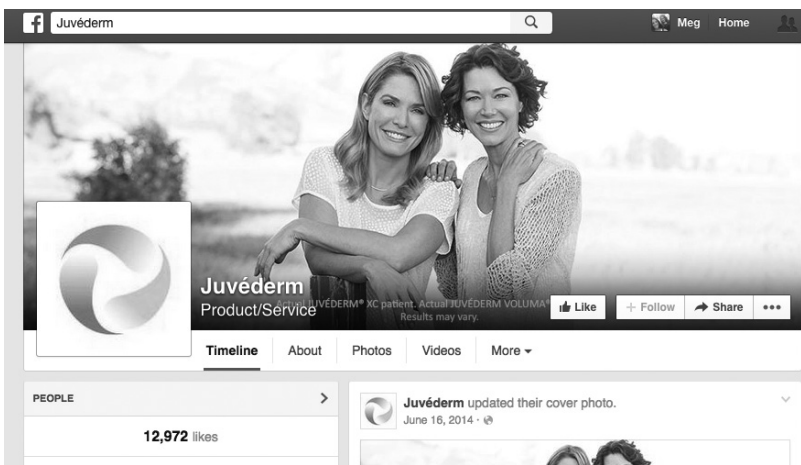 f Juvéderm Meg Home
Juvéderm
Product/Service
Actual JUVÉDERM® XC patient. Actual JUVÉDERM VOLUMA®
Results may vary.
Like + Follow Share •••
Timeline About Photos Videos More
PEOPLE >
12,972 likes
Juvéderm updated their cover photo.
June 16, 2014 ·